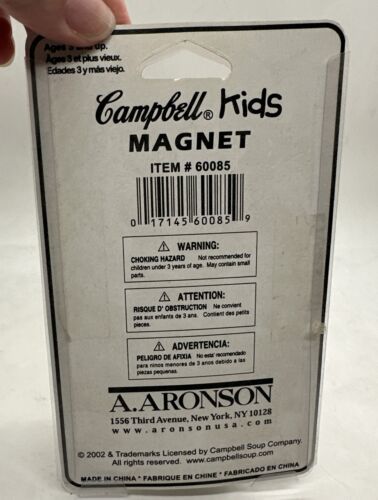 Ages 3 and up.
Ages 3 et plus vieux.
Edades 3 y más viejo.
Campbell® Kids
MAGNET
ITEM # 60085
0 17145 60085 9
⚠ WARNING:
CHOKING HAZARD Not recommended for
children under 3 years of age. May contain small
parts.
⚠ ATTENTION:
RISQUE D' OBSTRUCTION Ne convient
pas aux enfants de 3 ans. Contient des petits
pieces.
⚠ ADVERTENCIA:
PELIGRO DE AFIXIA No está recomendado
para ninos menores de 3 anos debido a las
piezas pequenas.
A.ARONSON
1556 Third Avenue, New York, NY 10128
www.aronsonusa.com
© 2002 & Trademarks Licensed by Campbell Soup Company.
All rights reserved. www.campbellsoup.com
MADE IN CHINA * FABRIQUE EN CHINE * FABRICADO EN CHINA